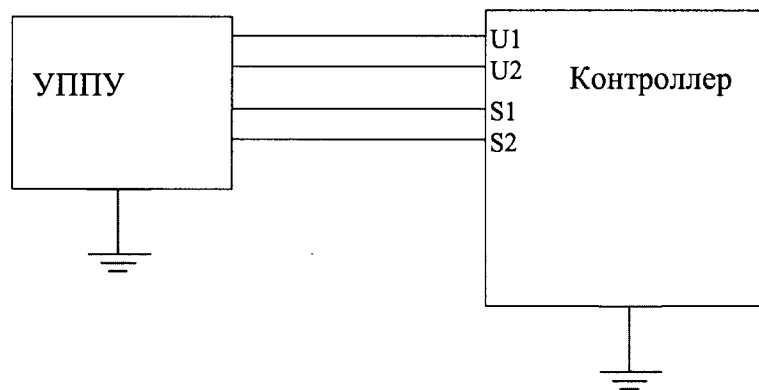 U1
УППУ
U2
Контроллер
S1
S2